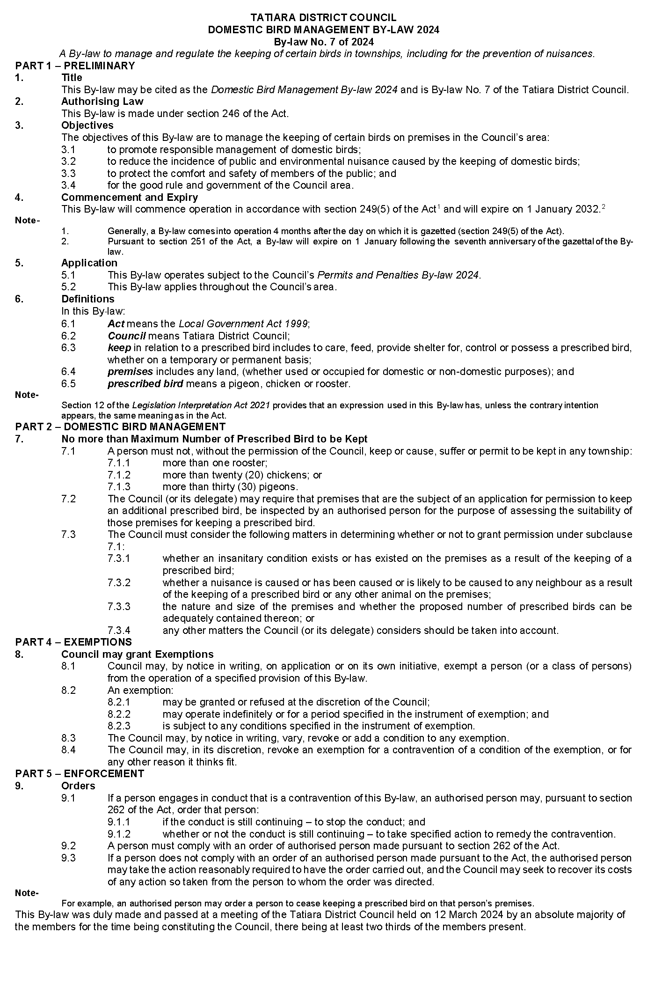 TATIARA DISTRICT COUNCIL
DOMESTIC BIRD MANAGEMENT BY-LAW 2024
By-law No. 7 of 2024
A By-law to manage and regulate the keeping of certain birds in townships, including for the prevention of nuisances.
PART 1 – PRELIMINARY
1. Title
This By-law may be cited as the Domestic Bird Management By-law 2024 and is By-law No. 7 of the Tatiara District Council.
2. Authorising Law
This By-law is made under section 246 of the Act.
3. Objectives
The objectives of this By-law are to manage the keeping of certain birds on premises in the Council’s area:
3.1 to promote responsible management of domestic birds;
3.2 to reduce the incidence of public and environmental nuisance caused by the keeping of domestic birds;
3.3 to protect the comfort and safety of members of the public; and
3.4 for the good rule and government of the Council area.
4. Commencement and Expiry
This By-law will commence operation in accordance with section 249(5) of the Act1 and will expire on 1 January 2032.2
Note-
1. Generally, a By-law comes into operation 4 months after the day on which it is gazetted (section 249(5) of the Act).
2. Pursuant to section 251 of the Act, a By-law will expire on 1 January following the seventh anniversary of the gazettal of the By-
law.
5. Application
5.1 This By-law operates subject to the Council’s Permits and Penalties By-law 2024.
5.2 This By-law applies throughout the Council’s area.
6. Definitions
In this By-law:
6.1 Act means the Local Government Act 1999;
6.2 Council means Tatiara District Council;
6.3 keep in relation to a prescribed bird includes to care, feed, provide shelter for, control or possess a prescribed bird,
whether on a temporary or permanent basis;
6.4 premises includes any land, (whether used or occupied for domestic or non-domestic purposes); and
6.5 prescribed bird means a pigeon, chicken or rooster.
Note-
Section 12 of the Legislation Interpretation Act 2021 provides that an expression used in this By-law has, unless the contrary intention
appears, the same meaning as in the Act.
PART 2 – DOMESTIC BIRD MANAGEMENT
7. No more than Maximum Number of Prescribed Bird to be Kept
7.1 A person must not, without the permission of the Council, keep or cause, suffer or permit to be kept in any township:
7.1.1 more than one rooster;
7.1.2 more than twenty (20) chickens; or
7.1.3 more than thirty (30) pigeons.
7.2 The Council (or its delegate) may require that premises that are the subject of an application for permission to keep
an additional prescribed bird, be inspected by an authorised person for the purpose of assessing the suitability of
those premises for keeping a prescribed bird.
7.3 The Council must consider the following matters in determining whether or not to grant permission under subclause
7.1:
7.3.1 whether an insanitary condition exists or has existed on the premises as a result of the keeping of a
prescribed bird;
7.3.2 whether a nuisance is caused or has been caused or is likely to be caused to any neighbour as a result
of the keeping of a prescribed bird or any other animal on the premises;
7.3.3 the nature and size of the premises and whether the proposed number of prescribed birds can be
adequately contained thereon; or
7.3.4 any other matters the Council (or its delegate) considers should be taken into account.
PART 4 – EXEMPTIONS
8. Council may grant Exemptions
8.1 Council may, by notice in writing, on application or on its own initiative, exempt a person (or a class of persons)
from the operation of a specified provision of this By-law.
8.2 An exemption:
8.2.1 may be granted or refused at the discretion of the Council;
8.2.2 may operate indefinitely or for a period specified in the instrument of exemption; and
8.2.3 is subject to any conditions specified in the instrument of exemption.
8.3 The Council may, by notice in writing, vary, revoke or add a condition to any exemption.
8.4 The Council may, in its discretion, revoke an exemption for a contravention of a condition of the exemption, or for
any other reason it thinks fit.
PART 5 – ENFORCEMENT
9. Orders
9.1 If a person engages in conduct that is a contravention of this By-law, an authorised person may, pursuant to section
262 of the Act, order that person:
9.1.1 if the conduct is still continuing – to stop the conduct; and
9.1.2 whether or not the conduct is still continuing – to take specified action to remedy the contravention.
9.2 A person must comply with an order of authorised person made pursuant to section 262 of the Act.
9.3 If a person does not comply with an order of an authorised person made pursuant to the Act, the authorised person
may take the action reasonably required to have the order carried out, and the Council may seek to recover its costs
of any action so taken from the person to whom the order was directed.
Note-
For example, an authorised person may order a person to cease keeping a prescribed bird on that person’s premises.
This By-law was duly made and passed at a meeting of the Tatiara District Council held on 12 March 2024 by an absolute majority of
the members for the time being constituting the Council, there being at least two thirds of the members present.